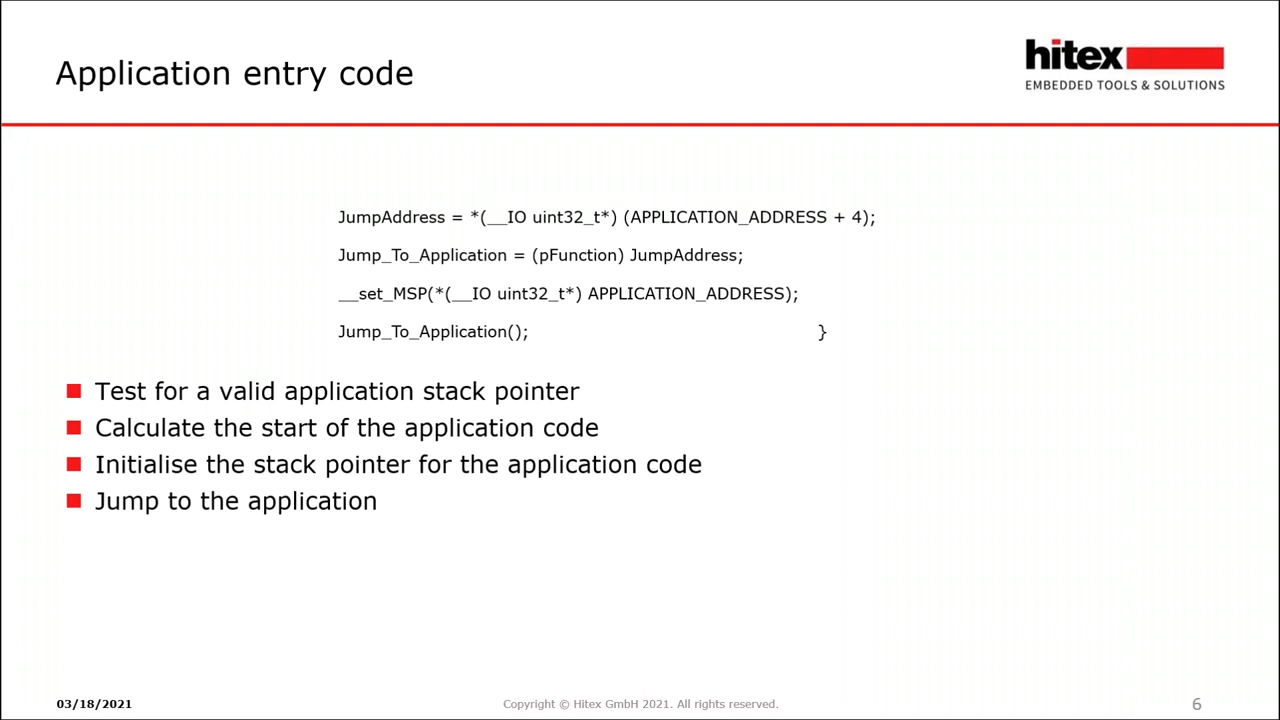 Application entry code
hitex
EMBEDDED TOOLS & SOLUTIONS
JumpAddress = *(__IO uint32_t*) (APPLICATION_ADDRESS + 4);
Jump_To_Application = (pFunction) JumpAddress;
__set_MSP(*(__IO uint32_t*) APPLICATION_ADDRESS);
Jump_To_Application(); }
Test for a valid application stack pointer
Calculate the start of the application code
Initialise the stack pointer for the application code
Jump to the application
03/18/2021
Copyright © Hitex GmbH 2021. All rights reserved.
6